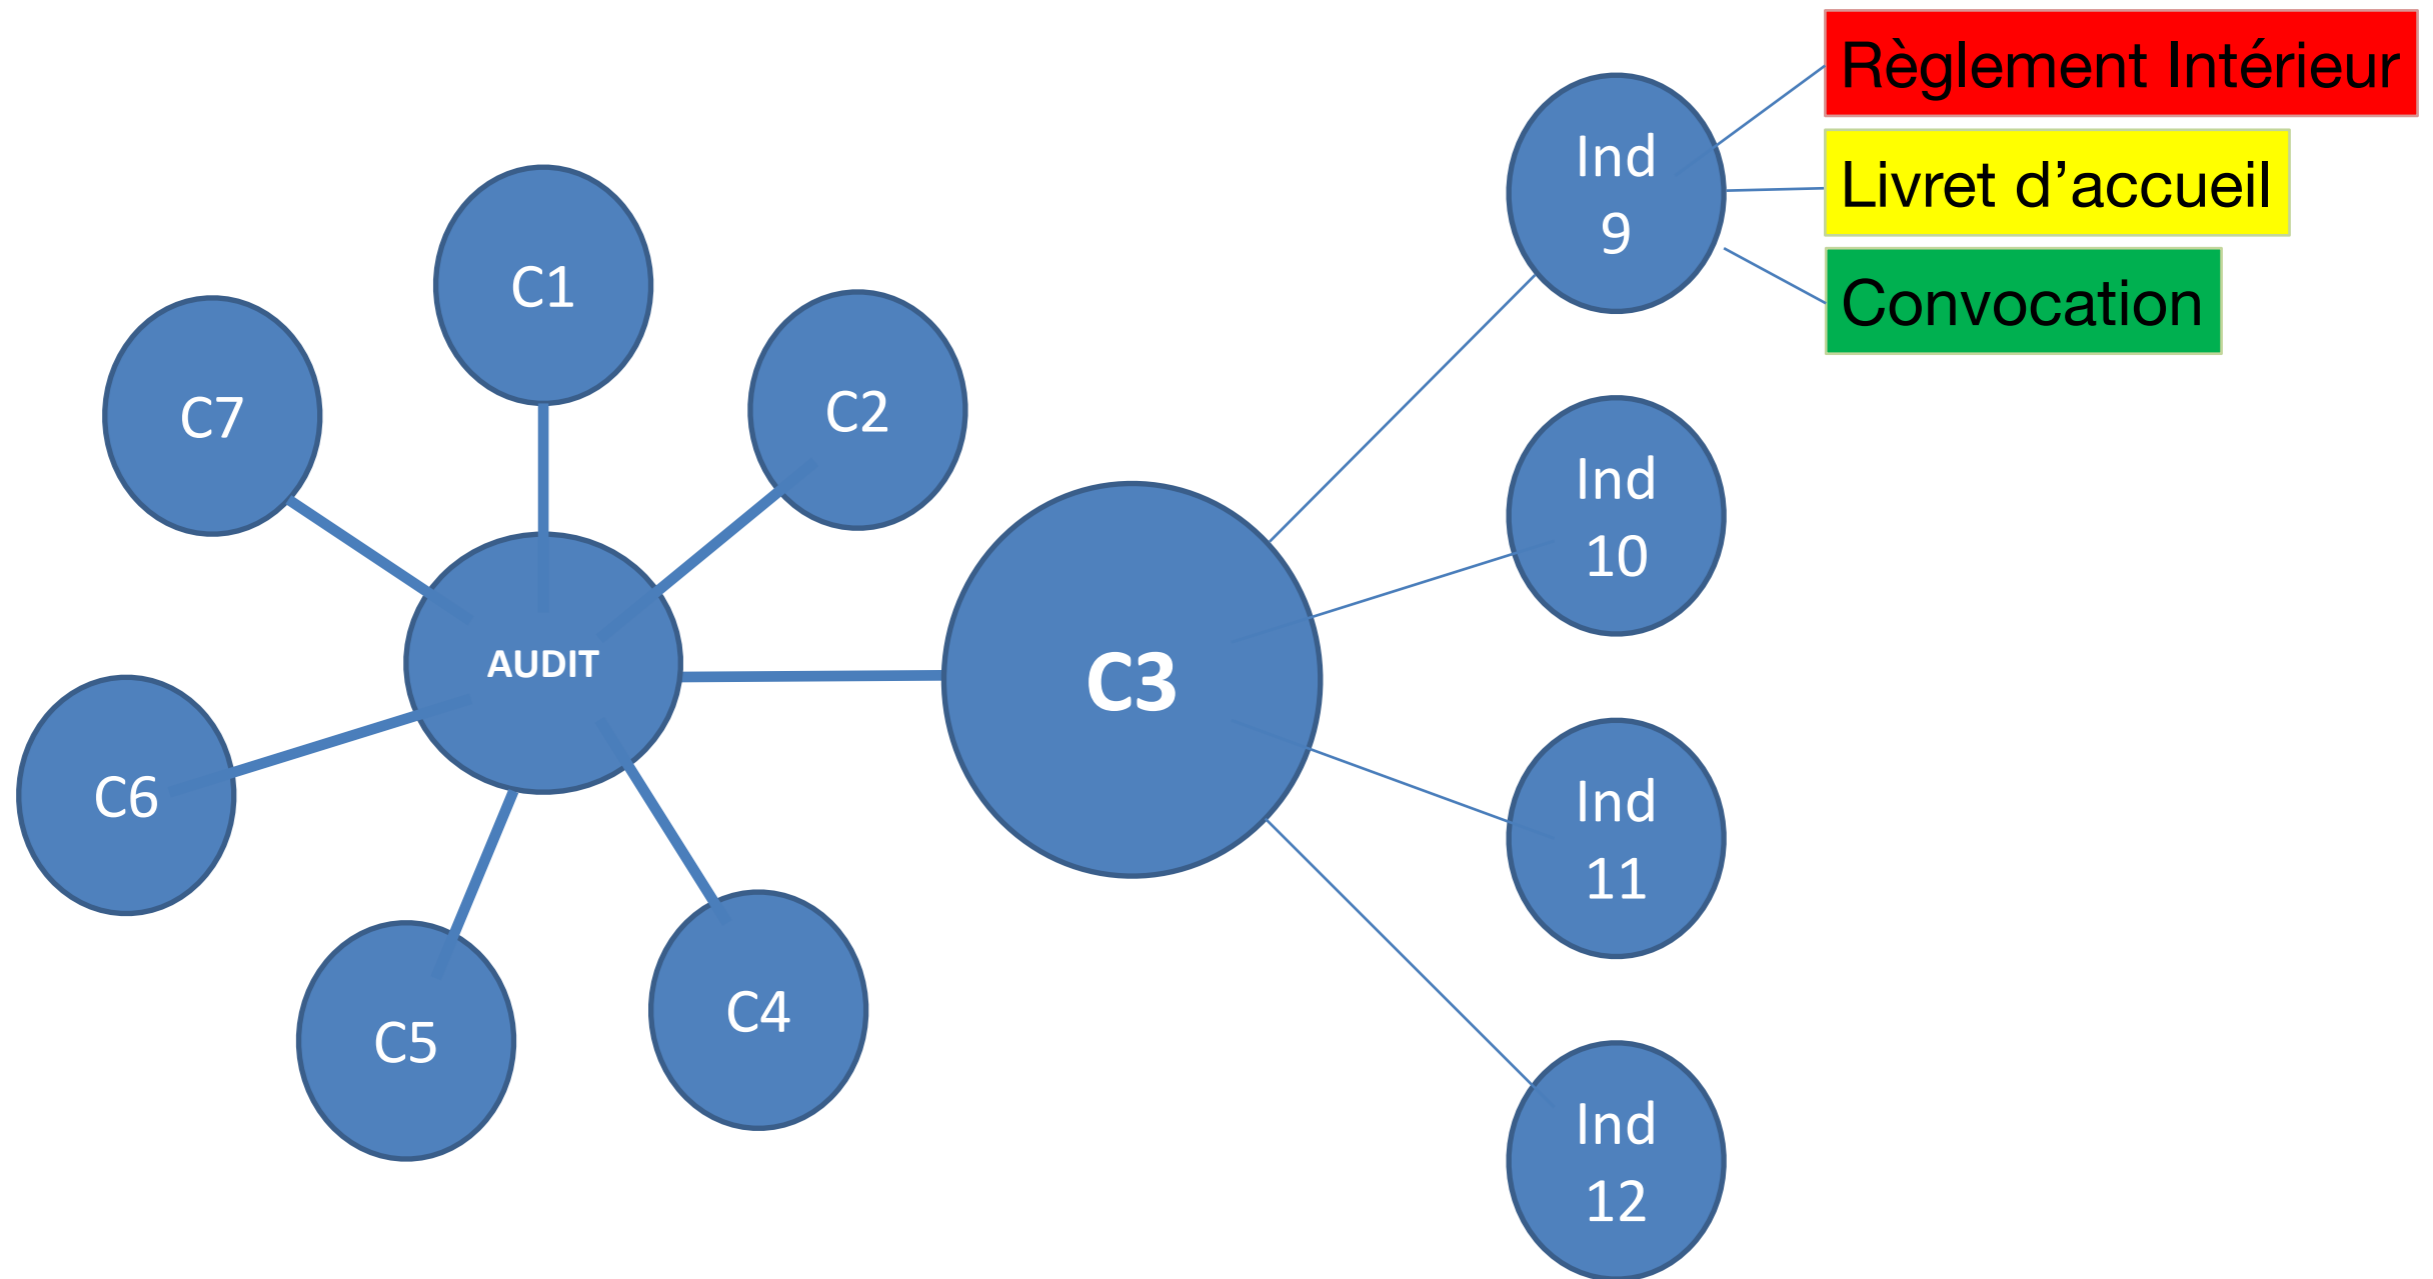 C1
C2
C7
AUDIT
C3
C6
C5
C4
Ind
9
Règlement Intérieur
Livret d’accueil
Convocation
Ind
10
Ind
11
Ind
12